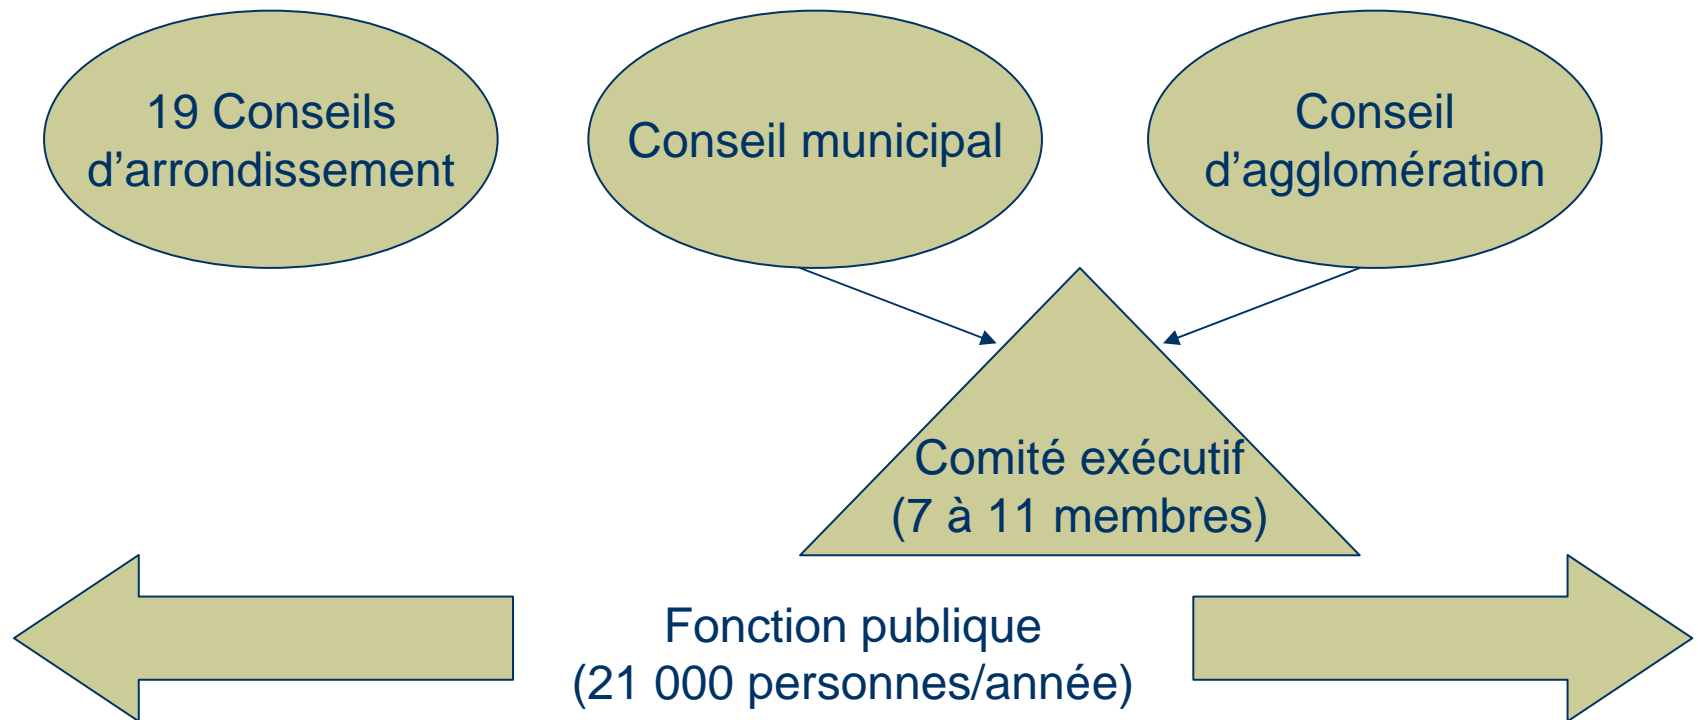 19 Conseils
d’arrondissement
Conseil municipal
Conseil
d’agglomération
Comité exécutif
(7 à 11 membres)
Fonction publique
(21 000 personnes/année)